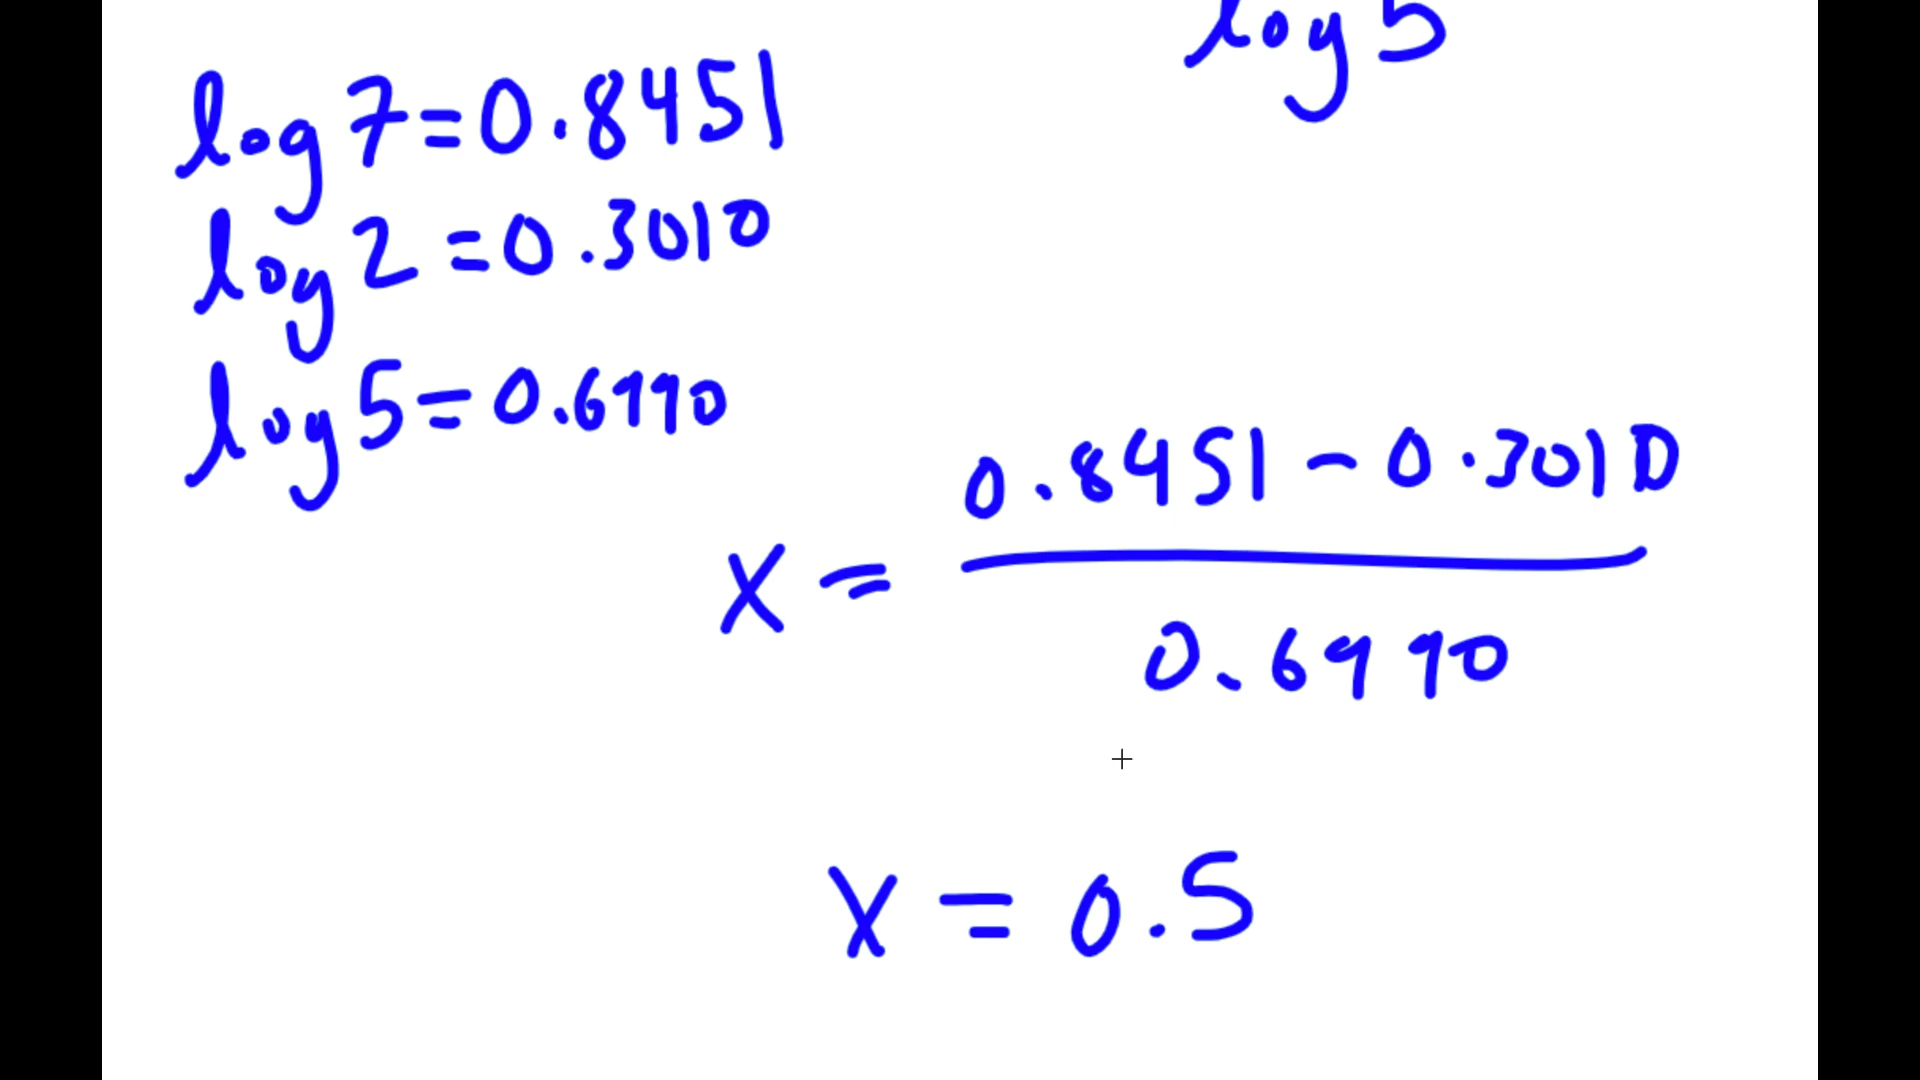 log 5
log 7 = 0.8451
log 2 = 0.3010
log 5 = 0.6990
0.8451 - 0.3010
x =
0.6990
x = 0.5